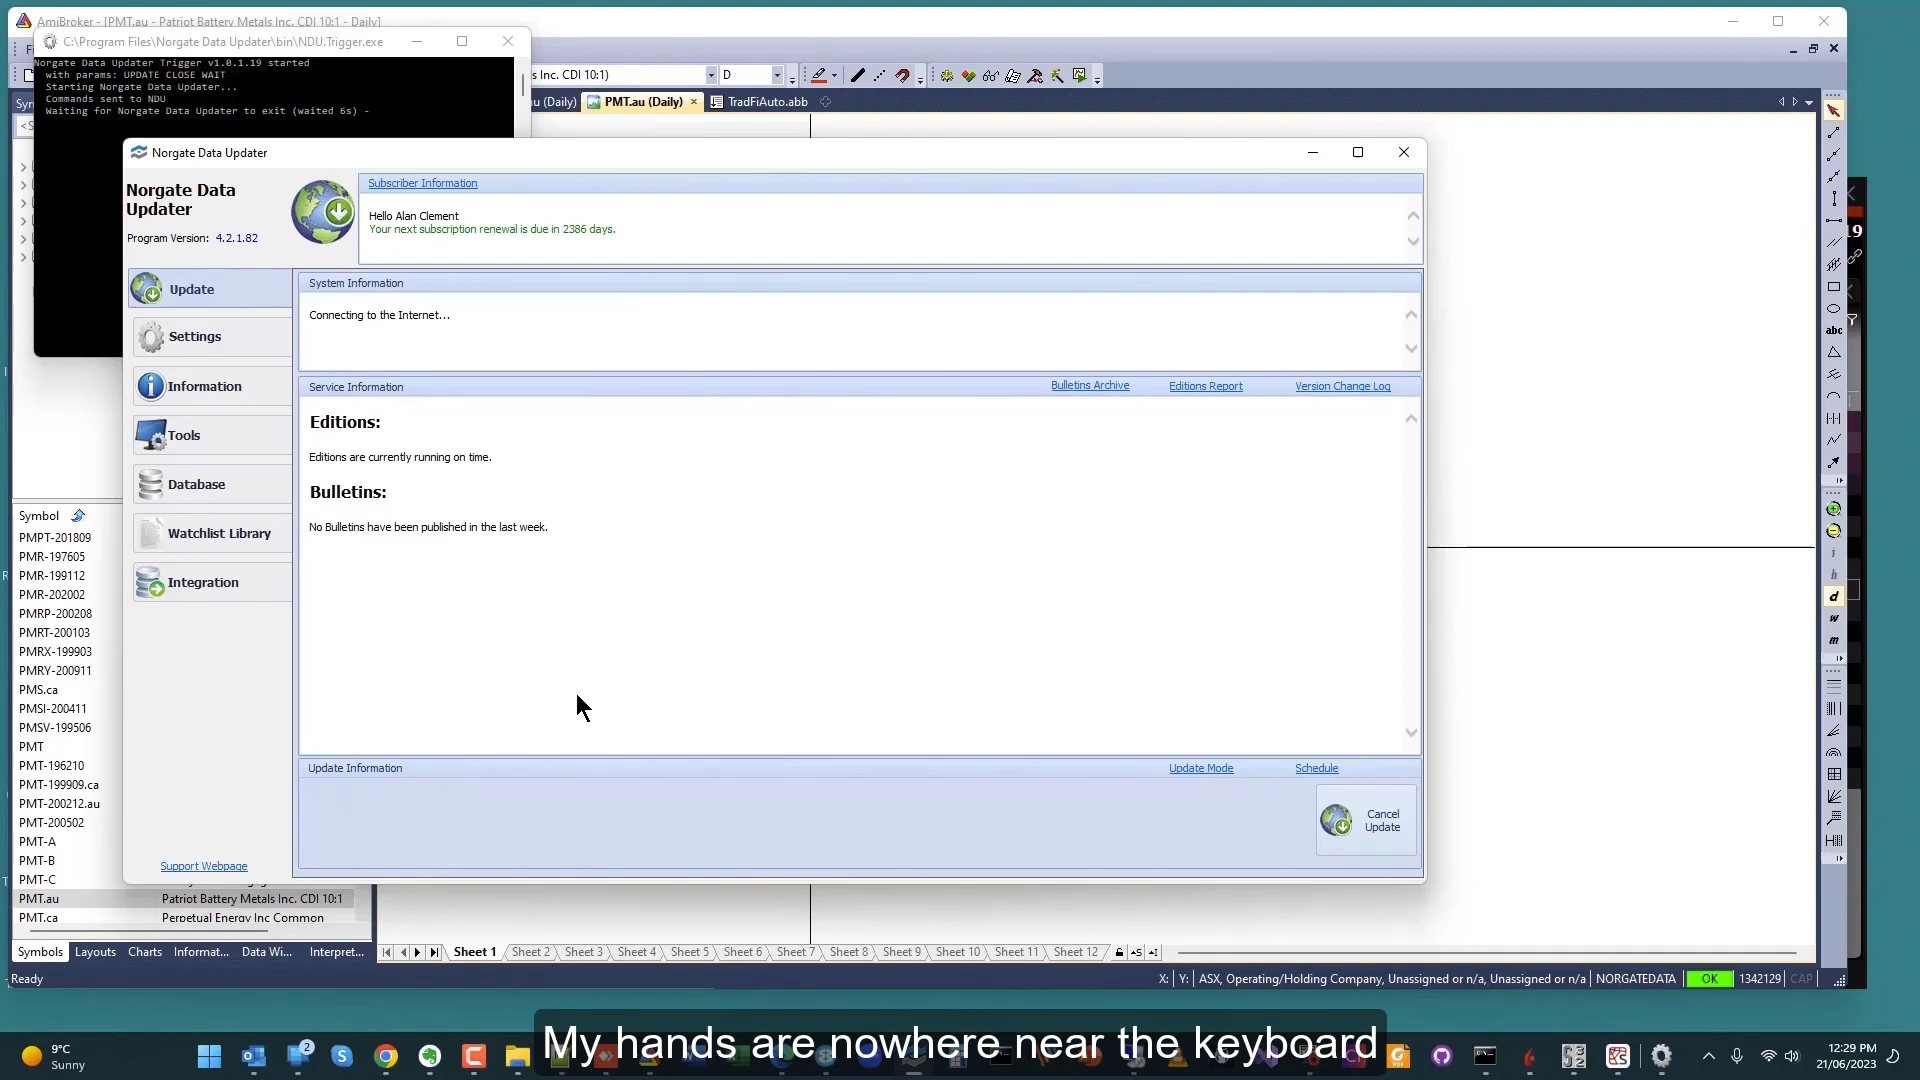 AmiBroker - [PMT.au - Patriot Battery Metals Inc. CDI 10:1 - Daily]
C:\Program Files\Norgate Data Updater\bin\NDU.Trigger.exe
Norgate Data Updater Trigger v1.0.1.19 started
with params: UPDATE CLOSE WAIT
Starting Norgate Data Updater...
Commands sent to NDU
Waiting for Norgate Data Updater to exit (waited 6s) -
s Inc. CDI 10:1)
D
u (Daily)
PMT.au (Daily)
TradFiAuto.abb
Norgate Data Updater
Norgate Data
Updater
Program Version: 4.2.1.82
Subscriber Information
Hello Alan Clement
Your next subscription renewal is due in 2386 days.
Update
Settings
Information
Tools
Database
Watchlist Library
Integration
Support Webpage
System Information
Connecting to the Internet...
Service Information
Bulletins Archive
Editions Report
Version Change Log
Editions:
Editions are currently running on time.
Bulletins:
No Bulletins have been published in the last week.
Update Information
Update Mode
Schedule
Cancel
Update
Symbol
PMPT-201809
PMR-197605
PMR-199112
PMR-202002
PMRP-200208
PMRT-200103
PMRX-199903
PMRY-200911
PMS.ca
PMSI-200411
PMSV-199506
PMT
PMT-196210
PMT-199909.ca
PMT-200212.au
PMT-200502
PMT-A
PMT-B
PMT-C
PMT.au Patriot Battery Metals Inc. CDI 10:1
PMT.ca Perpetual Energy Inc Common
Symbols Layouts Charts Informat... Data Wi... Interpret...
Sheet 1 Sheet 2 Sheet 3 Sheet 4 Sheet 5 Sheet 6 Sheet 7 Sheet 8 Sheet 9 Sheet 10 Sheet 11 Sheet 12
Ready
X: Y: ASX, Operating/Holding Company, Unassigned or n/a, Unassigned or n/a NORGATEDATA OK 1342129 CAP
abc
i
h
d
w
m
19
My hands are nowhere near the keyboard
9°C
Sunny
2
12:29 PM
21/06/2023